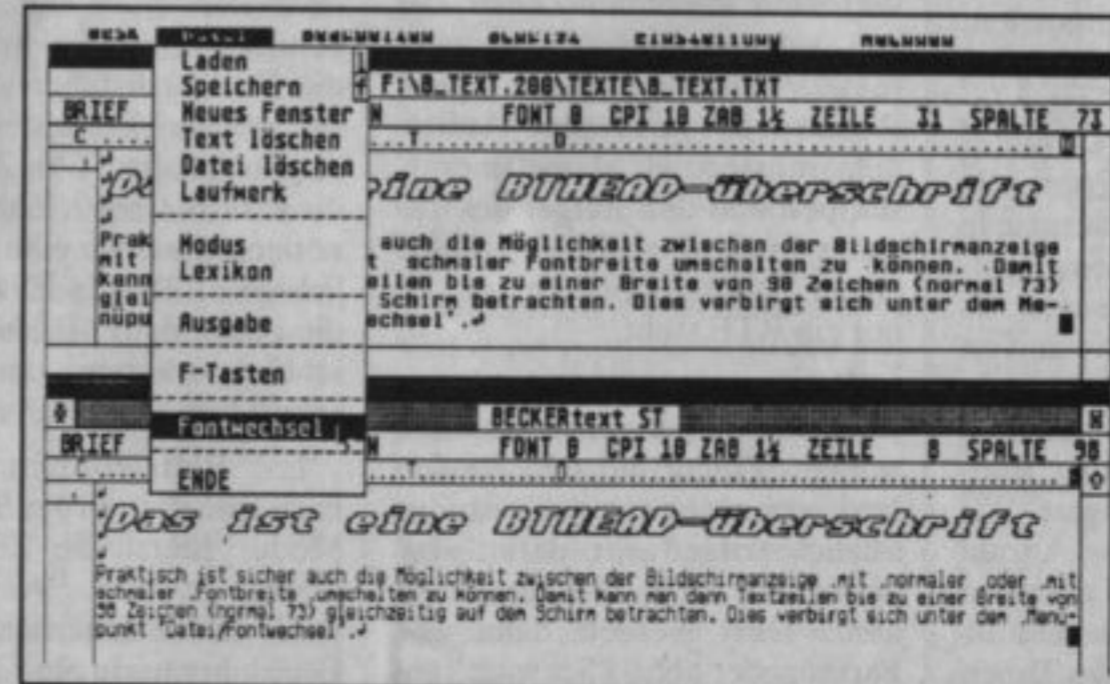 Laden
Speichern F:\B_TEXT.200\TEXTE\B_TEXT.TXT
BRIEF Neues Fenster FONT 0 CPI 10 ZAB 1½ ZEILE 31 SPALTE 73
Text löschen
Datei löschen
Laufwerk eine BTHEAD-Überschrift
Prak Modus auch die Möglichkeit zwischen der Bildschirmanzeige
mit Lexikon schmaler Fontbreite umschalten zu können. Damit
kann eilen bis zu einer Breite von 98 Zeichen (normal 73)
glei Ausgabe Schirm betrachten. Dies verbirgt sich unter dem Me-
nüpu echsel".
F-Tasten
BECKERtext ST
Fontwechsel
BRIEF FONT 0 CPI 10 ZAB 1½ ZEILE 8 SPALTE 98
ENDE
Das ist eine BTHEAD-Überschrift
Praktisch ist sicher auch die Möglichkeit zwischen der Bildschirmanzeige mit normaler oder mit
schmaler Fontbreite umschalten zu können. Damit kann man dann Textzeilen bis zu einer Breite von
98 Zeichen (normal 73) gleichzeitig auf dem Schirm betrachten. Dies verbirgt sich unter dem Menü-
punkt "Datei/Fontwechsel".